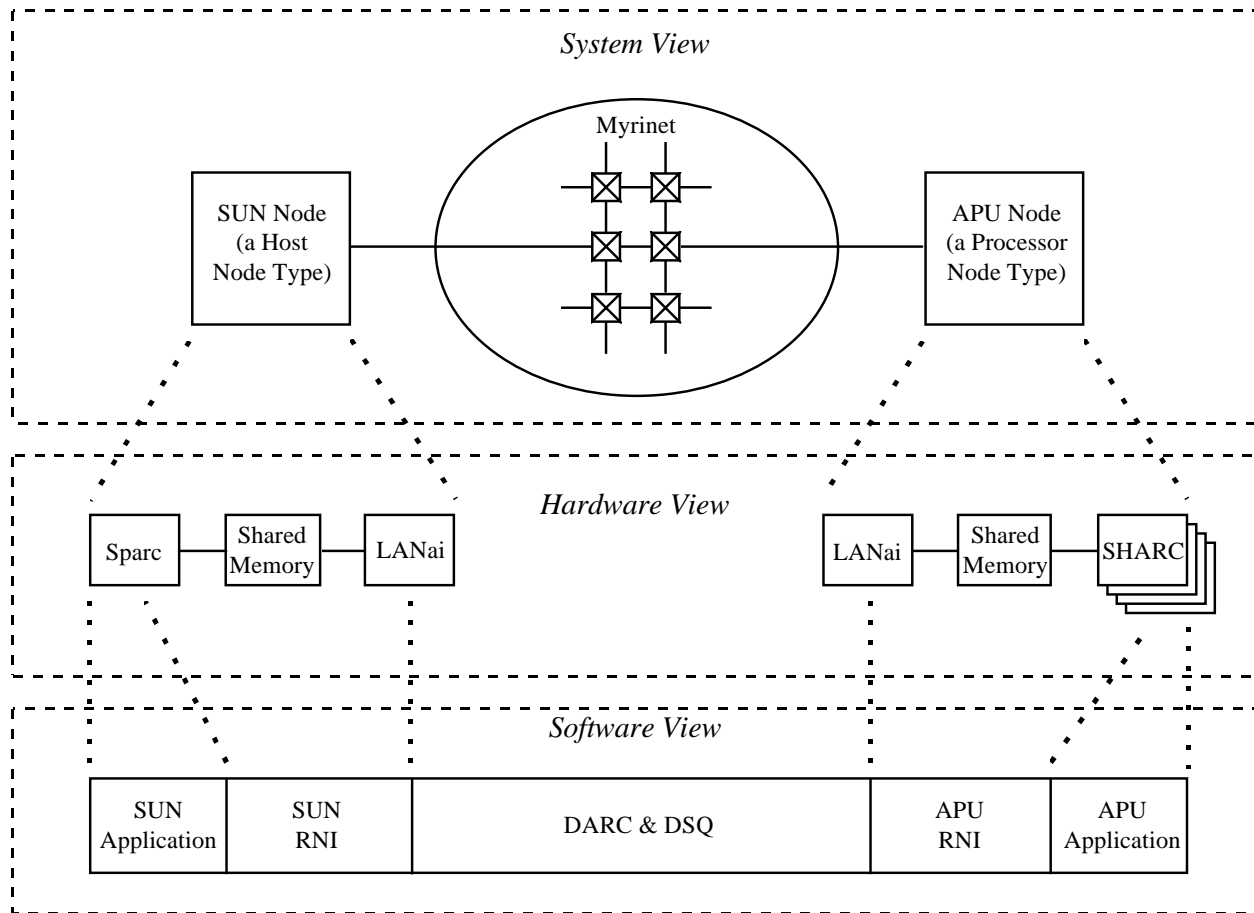 System View
Myrinet
SUN Node
(a Host
Node Type)
APU Node
(a Processor
Node Type)
Hardware View
Sparc
Shared
Memory
LANai
LANai
Shared
Memory
SHARC
Software View
SUN
Application
SUN
RNI
DARC & DSQ
APU
RNI
APU
Application